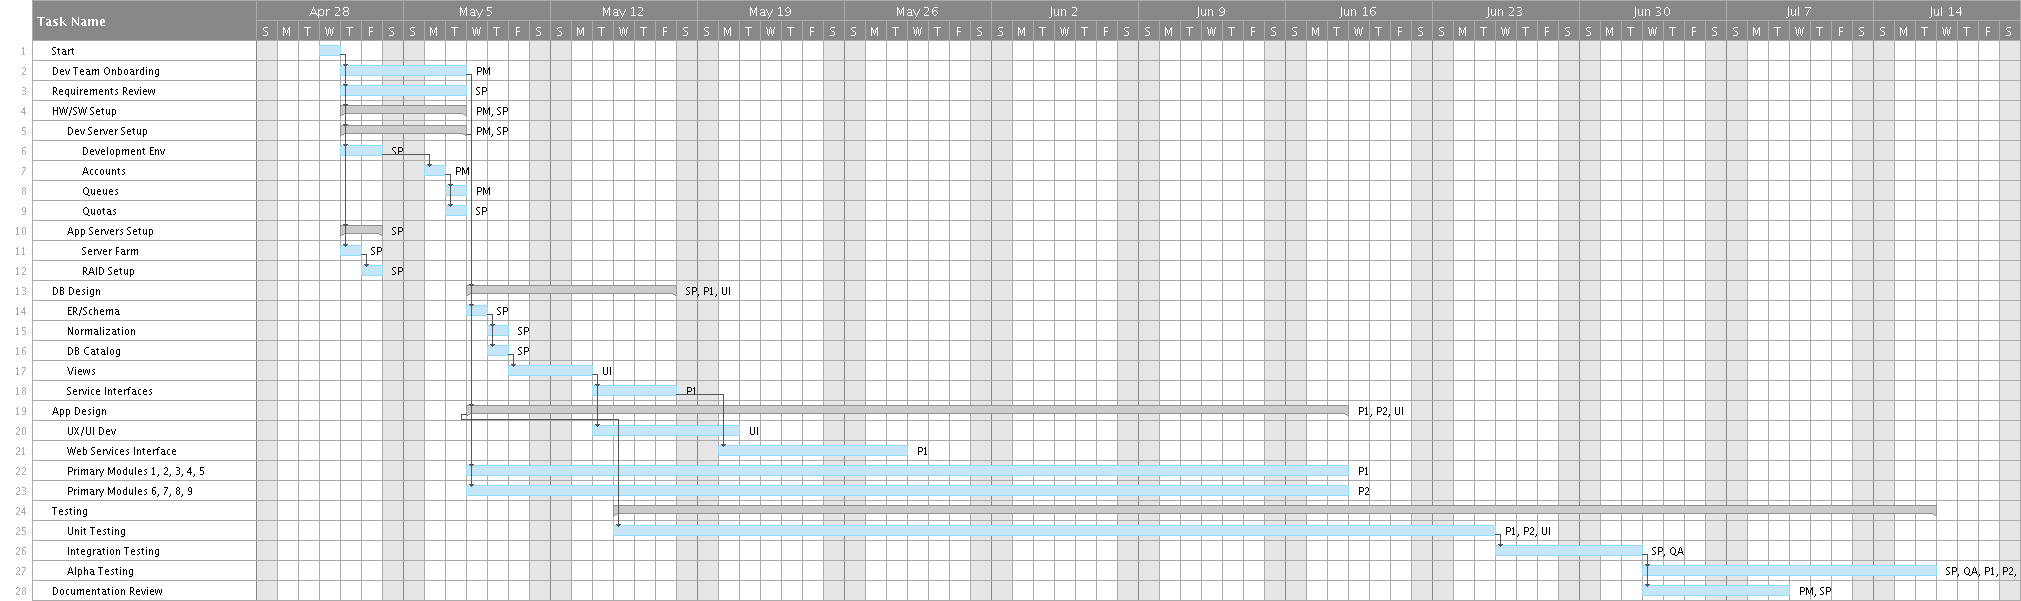 Task Name Apr 28 May 5 May 12 May 19 May 26 Jun 2 Jun 9 Jun 16 Jun 23 Jun 30 Jul 7 Jul 14
S M T W T F S S M T W T F S S M T W T F S S M T W T F S S M T W T F S S M T W T F S S M T W T F S S M T W T F S S M T W T F S S M T W T F S S M T W T F S S M T W T F S
1 Start
2 Dev Team Onboarding PM
3 Requirements Review SP
4 HW/SW Setup PM, SP
5 Dev Server Setup PM, SP
6 Development Env SP
7 Accounts PM
8 Queues PM
9 Quotas SP
10 App Servers Setup SP
11 Server Farm SP
12 RAID Setup SP
13 DB Design SP, P1, UI
14 ER/Schema SP
15 Normalization SP
16 DB Catalog SP
17 Views UI
18 Service Interfaces P1
19 App Design P1, P2, UI
20 UX/UI Dev UI
21 Web Services Interface P1
22 Primary Modules 1, 2, 3, 4, 5 P1
23 Primary Modules 6, 7, 8, 9 P2
24 Testing
25 Unit Testing P1, P2, UI
26 Integration Testing SP, QA
27 Alpha Testing SP, QA, P1, P2,
28 Documentation Review PM, SP